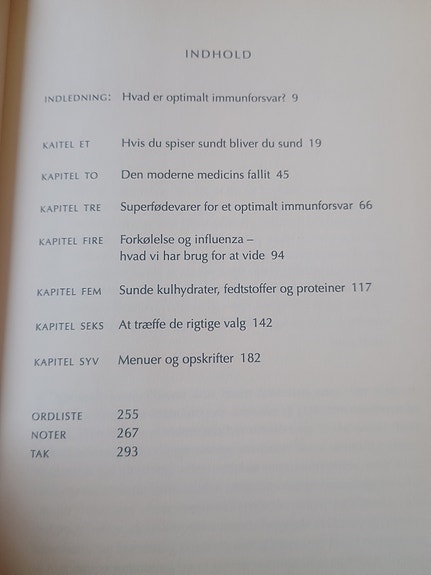 INDHOLD
INDLEDNING: Hvad er optimalt immunforsvar? 9
KAITEL ET Hvis du spiser sundt bliver du sund 19
KAPITEL TO Den moderne medicins fallit 45
KAPITEL TRE Superfødevarer for et optimalt immunforsvar 66
KAPITEL FIRE Forkølelse og influenza –
hvad vi har brug for at vide 94
KAPITEL FEM Sunde kulhydrater, fedtstoffer og proteiner 117
KAPITEL SEKS At træffe de rigtige valg 142
KAPITEL SYV Menuer og opskrifter 182
ORDLISTE 255
NOTER 267
TAK 293